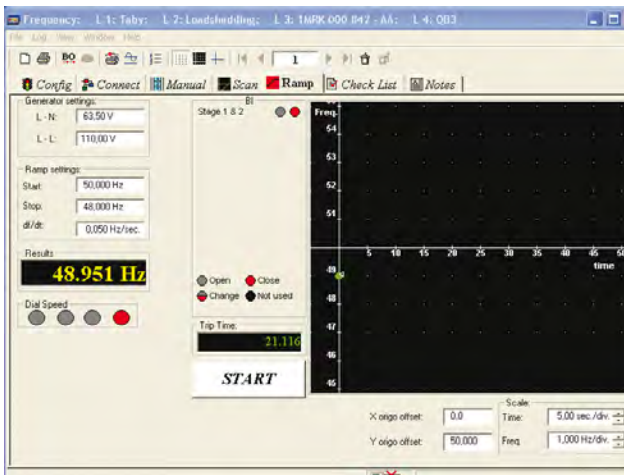 Frequency: L 1: Taby: L 2: Loadshedding L 3: 1MRK 000 842 - AA: L 4: QB3
File Log View Window Help
BO 1
Config Connect Manual Scan Ramp Check List Notes
Generator settings:
L - N: 63,50 V
L - L: 110,00 V
Ramp settings:
Start: 50,000 Hz
Stop: 48,000 Hz
df/dt: 0,050 Hz/sec.
Results
48.951 Hz
Dial Speed
BI
Stage 1 & 2
Open Close
Change Not used
Trip Time:
21.116
START
Freq.
54
53
52
51
5 10 15 20 25 30 35 40 45 50
time
49
48
47
46
45
Scale:
X origo offset: 0.0 Time: 5.00 sec./div.
Y origo offset: 50,000 Freq. 1,000 Hz/div.